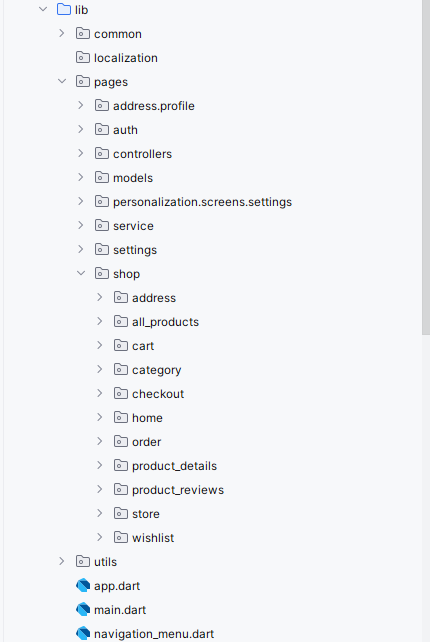 lib
common
localization
pages
address.profile
auth
controllers
models
personalization.screens.settings
service
settings
shop
address
all_products
cart
category
checkout
home
order
product_details
product_reviews
store
wishlist
utils
app.dart
main.dart
navigation_menu.dart